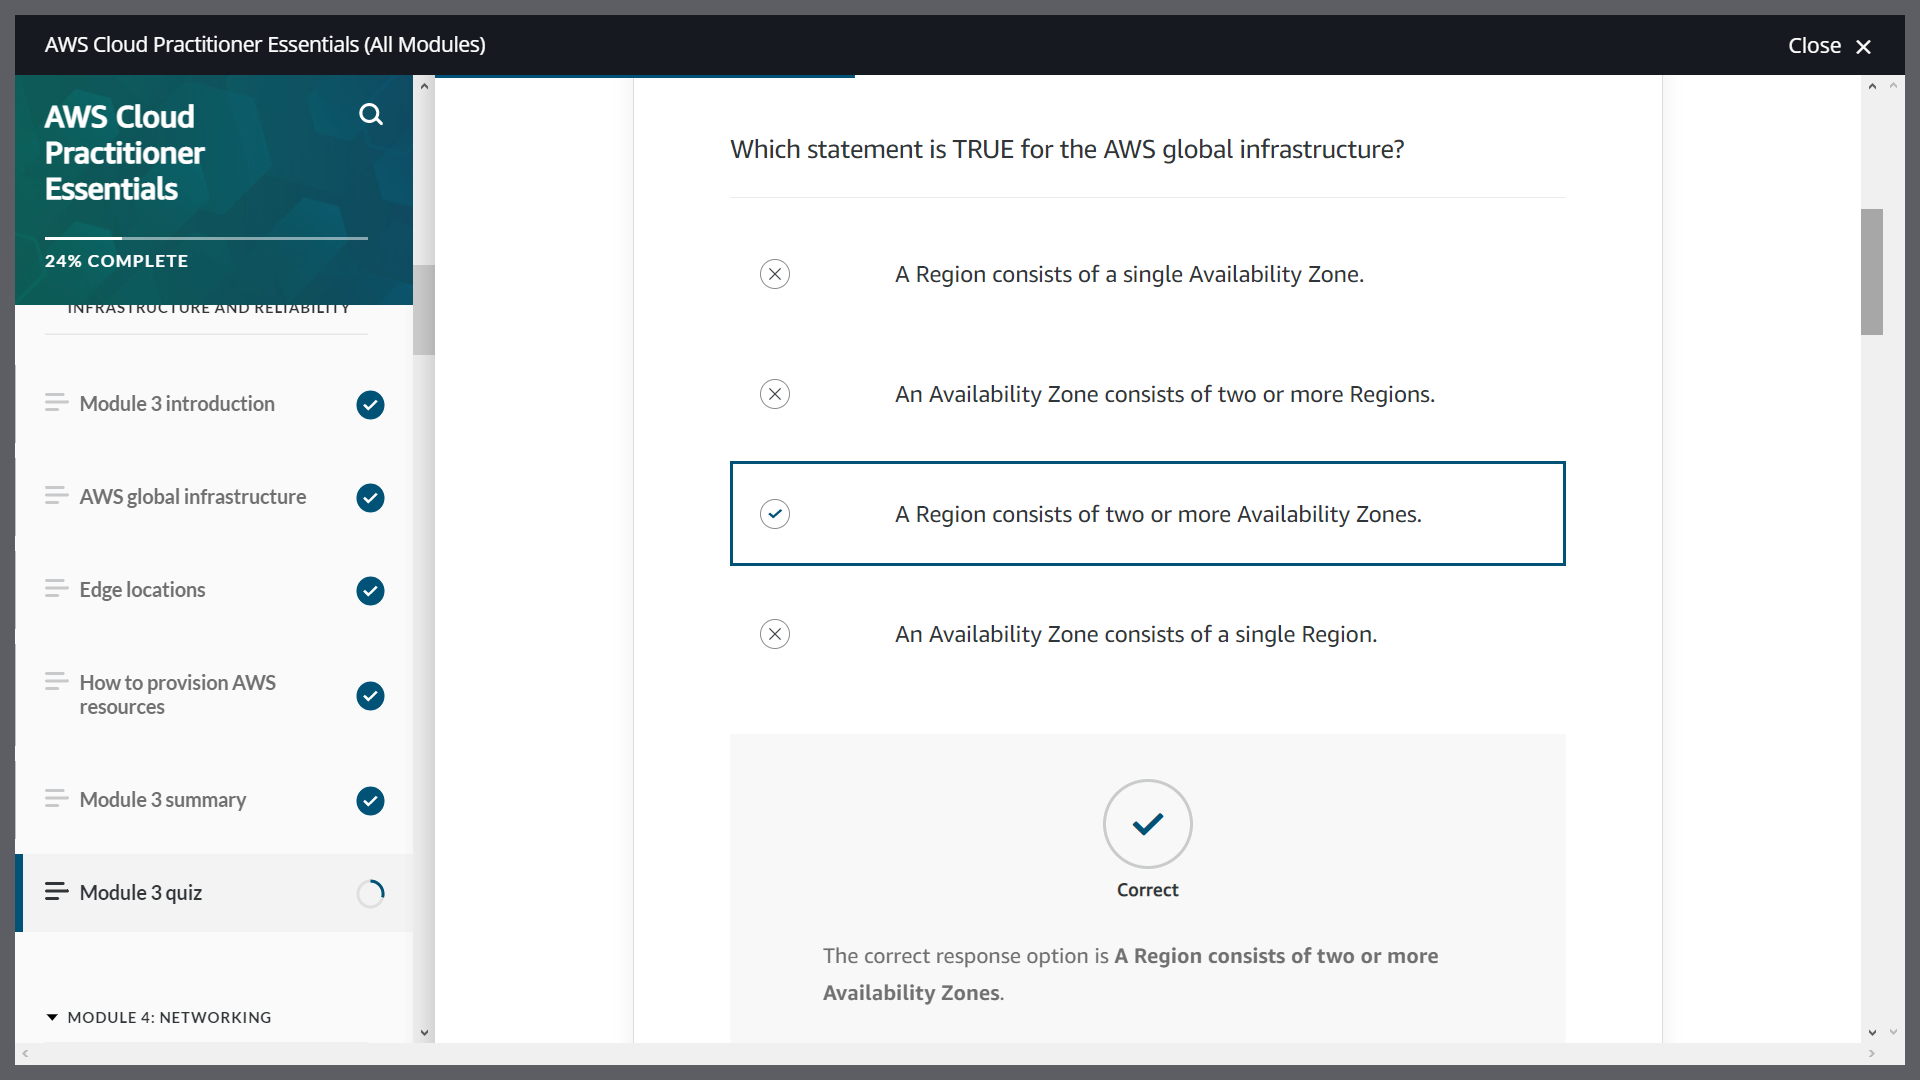 AWS Cloud Practitioner Essentials (All Modules)
Close
AWS Cloud
Practitioner
Essentials
24% COMPLETE
INFRASTRUCTURE AND RELIABILITY
Module 3 introduction
AWS global infrastructure
Edge locations
How to provision AWS
resources
Module 3 summary
Module 3 quiz
MODULE 4: NETWORKING
Which statement is TRUE for the AWS global infrastructure?
A Region consists of a single Availability Zone.
An Availability Zone consists of two or more Regions.
A Region consists of two or more Availability Zones.
An Availability Zone consists of a single Region.
Correct
The correct response option is A Region consists of two or more
Availability Zones.